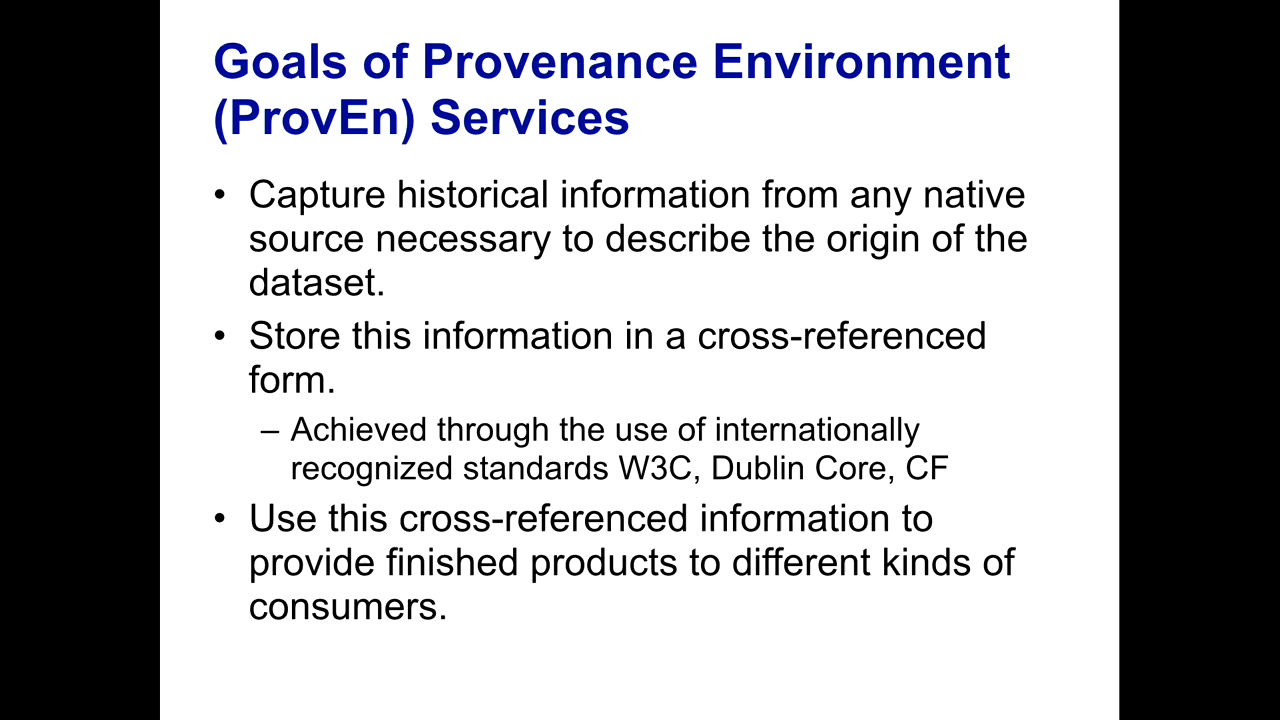 Goals of Provenance Environment
(ProvEn) Services
• Capture historical information from any native
source necessary to describe the origin of the
dataset.
• Store this information in a cross-referenced
form.
– Achieved through the use of internationally
recognized standards W3C, Dublin Core, CF
• Use this cross-referenced information to
provide finished products to different kinds of
consumers.